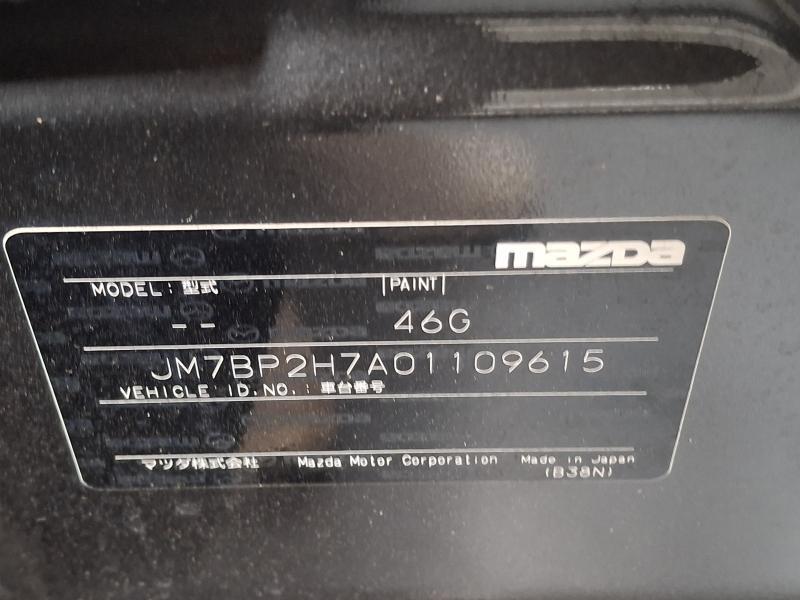 mazda
MODEL: 型式 PAINT
-- 46G
JM7BP2H7A01109615
VEHICLE ID.NO.: 車台番号
マツダ株式会社 Mazda Motor Corporation Made in Japan
(B38N)